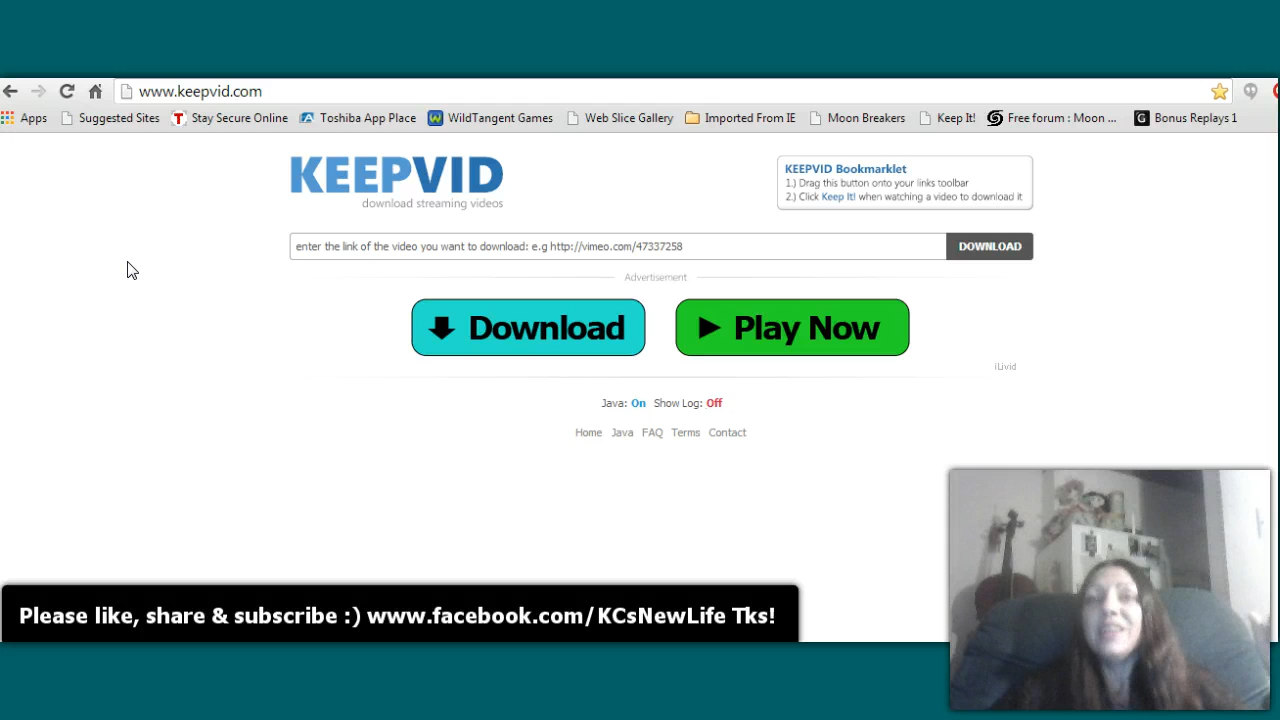 www.keepvid.com
Apps Suggested Sites T Stay Secure Online Toshiba App Place W WildTangent Games Web Slice Gallery Imported From IE Moon Breakers Keep It! Free forum : Moon ... G Bonus Replays 1
KEEPVID
download streaming videos
KEEPVID Bookmarklet
1.) Drag this button onto your links toolbar
2.) Click Keep It! when watching a video to download it
enter the link of the video you want to download: e.g http://vimeo.com/47337258 DOWNLOAD
Advertisement
Download Play Now
iLivid
Java: On Show Log: Off
Home Java FAQ Terms Contact
Please like, share & subscribe :) www.facebook.com/KCsNewLife Tks!